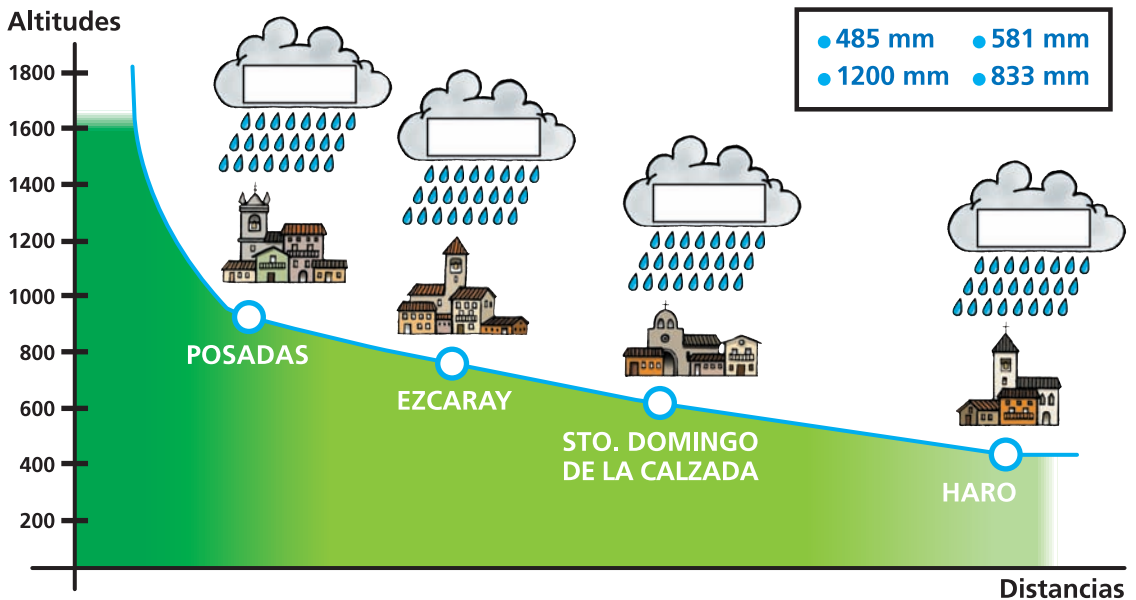 Altitudes
● 485 mm ● 581 mm
● 1200 mm ● 833 mm
1800
1600
1400
1200
1000
800
600
400
200
POSADAS
EZCARAY
STO. DOMINGO
DE LA CALZADA
HARO
Distancias